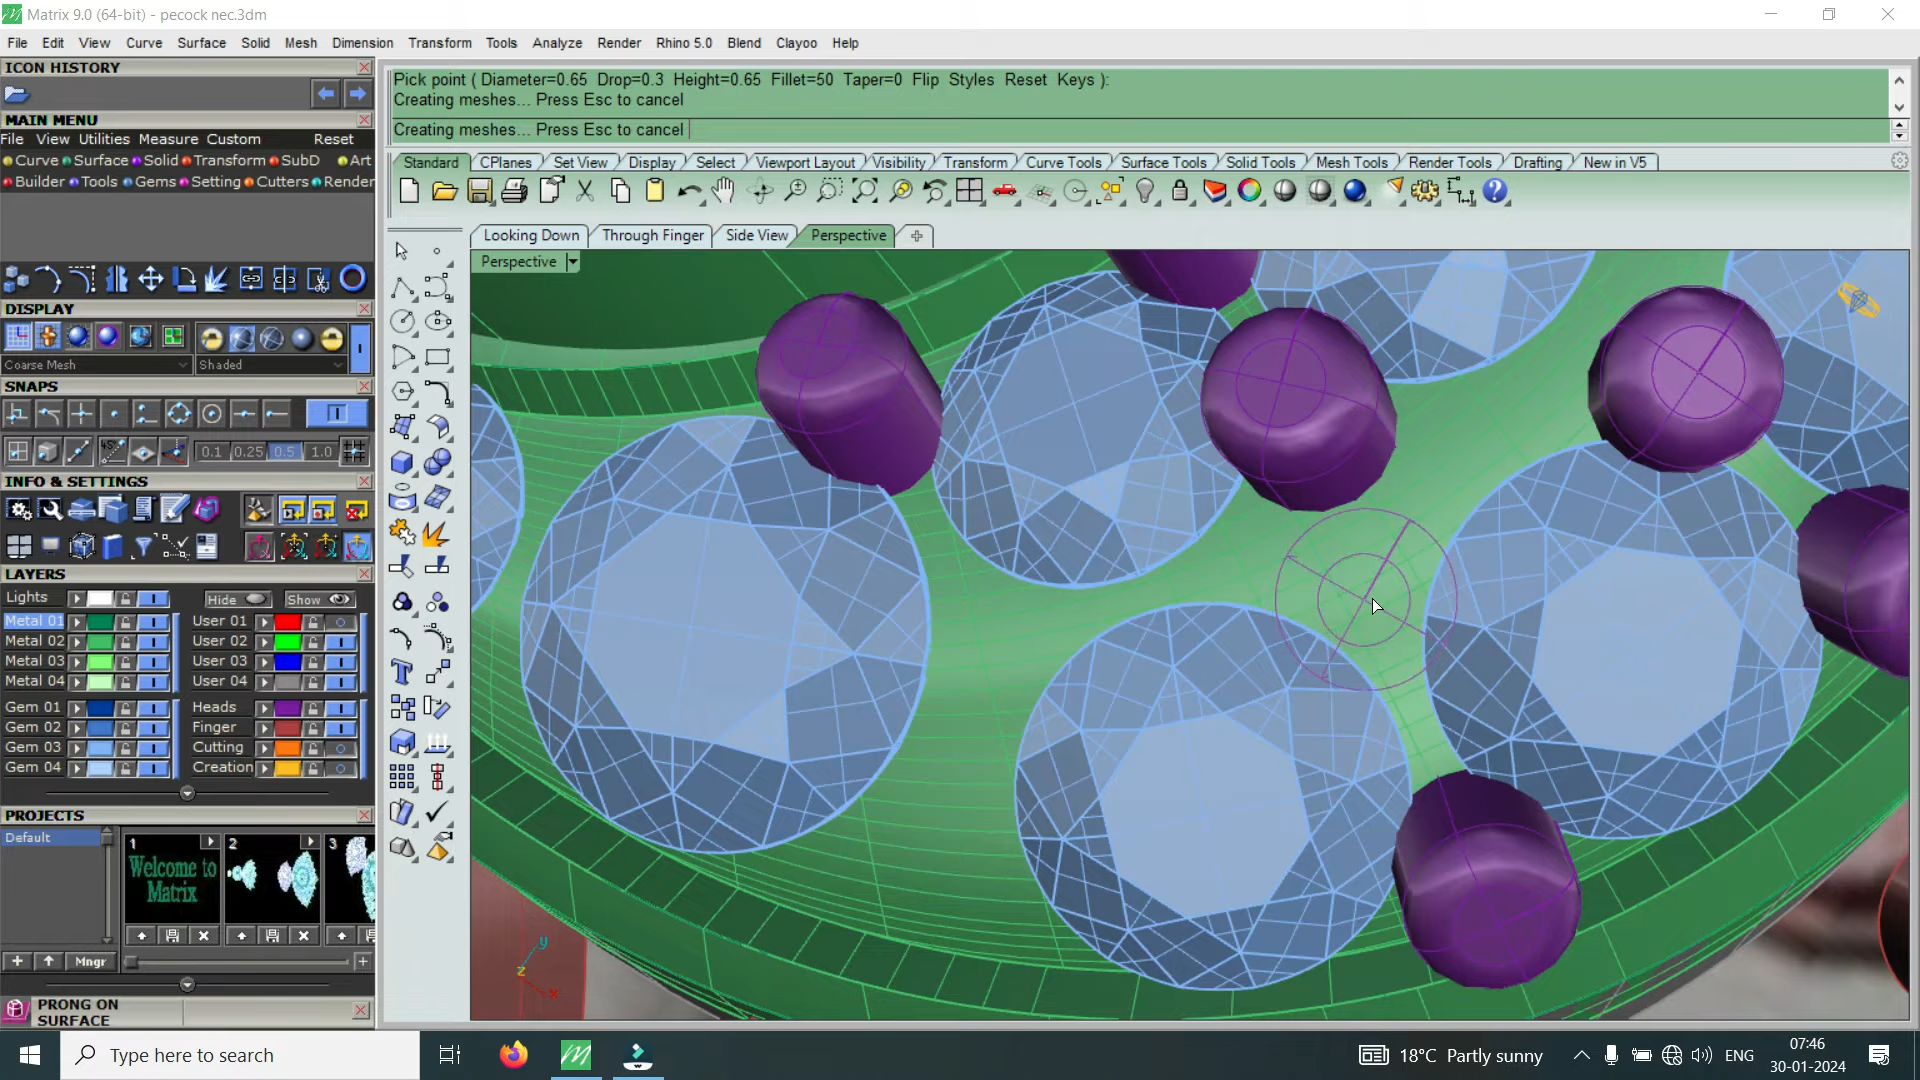 Matrix 9.0 (64-bit) - pecock nec.3dm
File Edit View Curve Surface Solid Mesh Dimension Transform Tools Analyze Render Rhino 5.0 Blend Clayoo Help
ICON HISTORY
MAIN MENU
File View Utilities Measure Custom Reset
Curve Surface Solid Transform SubD Art
Builder Tools Gems Setting Cutters Render
DISPLAY
Coarse Mesh Shaded
SNAPS
0.1 0.25 0.5 1.0
INFO & SETTINGS
LAYERS
Lights Hide Show
Metal 01 User 01
Metal 02 User 02
Metal 03 User 03
Metal 04 User 04
Gem 01 Heads
Gem 02 Finger
Gem 03 Cutting
Gem 04 Creation
PROJECTS
Default
1 2 3
Welcome to
Matrix
Mngr
PRONG ON
SURFACE
Pick point ( Diameter=0.65 Drop=0.3 Height=0.65 Fillet=50 Taper=0 Flip Styles Reset Keys ):
Creating meshes... Press Esc to cancel
Creating meshes... Press Esc to cancel
Standard CPlanes Set View Display Select Viewport Layout Visibility Transform Curve Tools Surface Tools Solid Tools Mesh Tools Render Tools Drafting New in V5
Looking Down Through Finger Side View Perspective
Perspective
y
z
x
Type here to search
18°C Partly sunny
ENG
07:46
30-01-2024